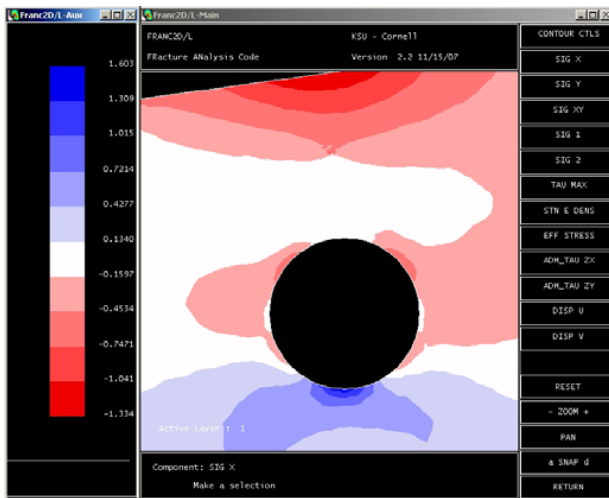 Franc2D/L-Aux
Franc2D/L-Main
FRANC2D/L
KSU - Cornell
FRacture ANalysis Code
Version 2.2 11/15/07
1.603
1.309
1.015
0.7214
0.4277
0.1340
-0.1597
-0.4534
-0.7471
-1.041
-1.334
Active Layer : 1
Component: SIG X
Make a selection
CONTOUR CTLS
SIG X
SIG Y
SIG XY
SIG 1
SIG 2
TAU MAX
STN E DENS
EFF STRESS
ADH_TAU ZX
ADH_TAU ZY
DISP U
DISP V
RESET
- ZOOM +
PAN
a SNAP d
RETURN